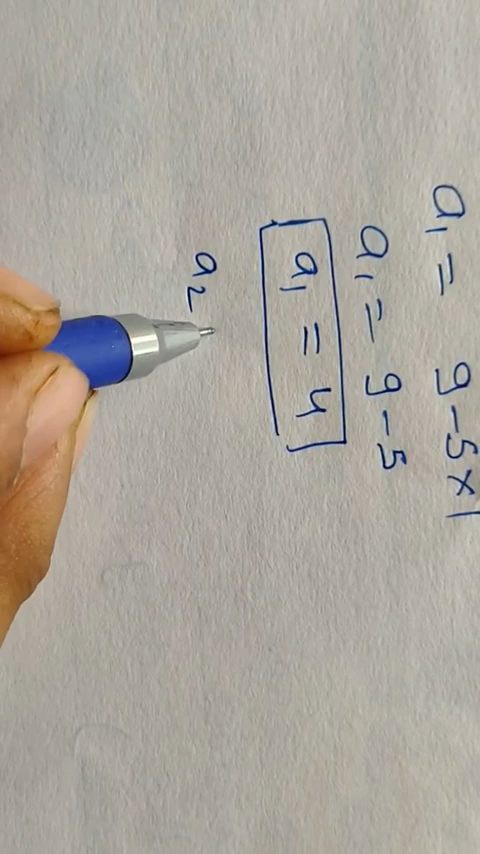 a₁ = 9-5×1
a₁ = 9-5
a₁ = 4
a₂